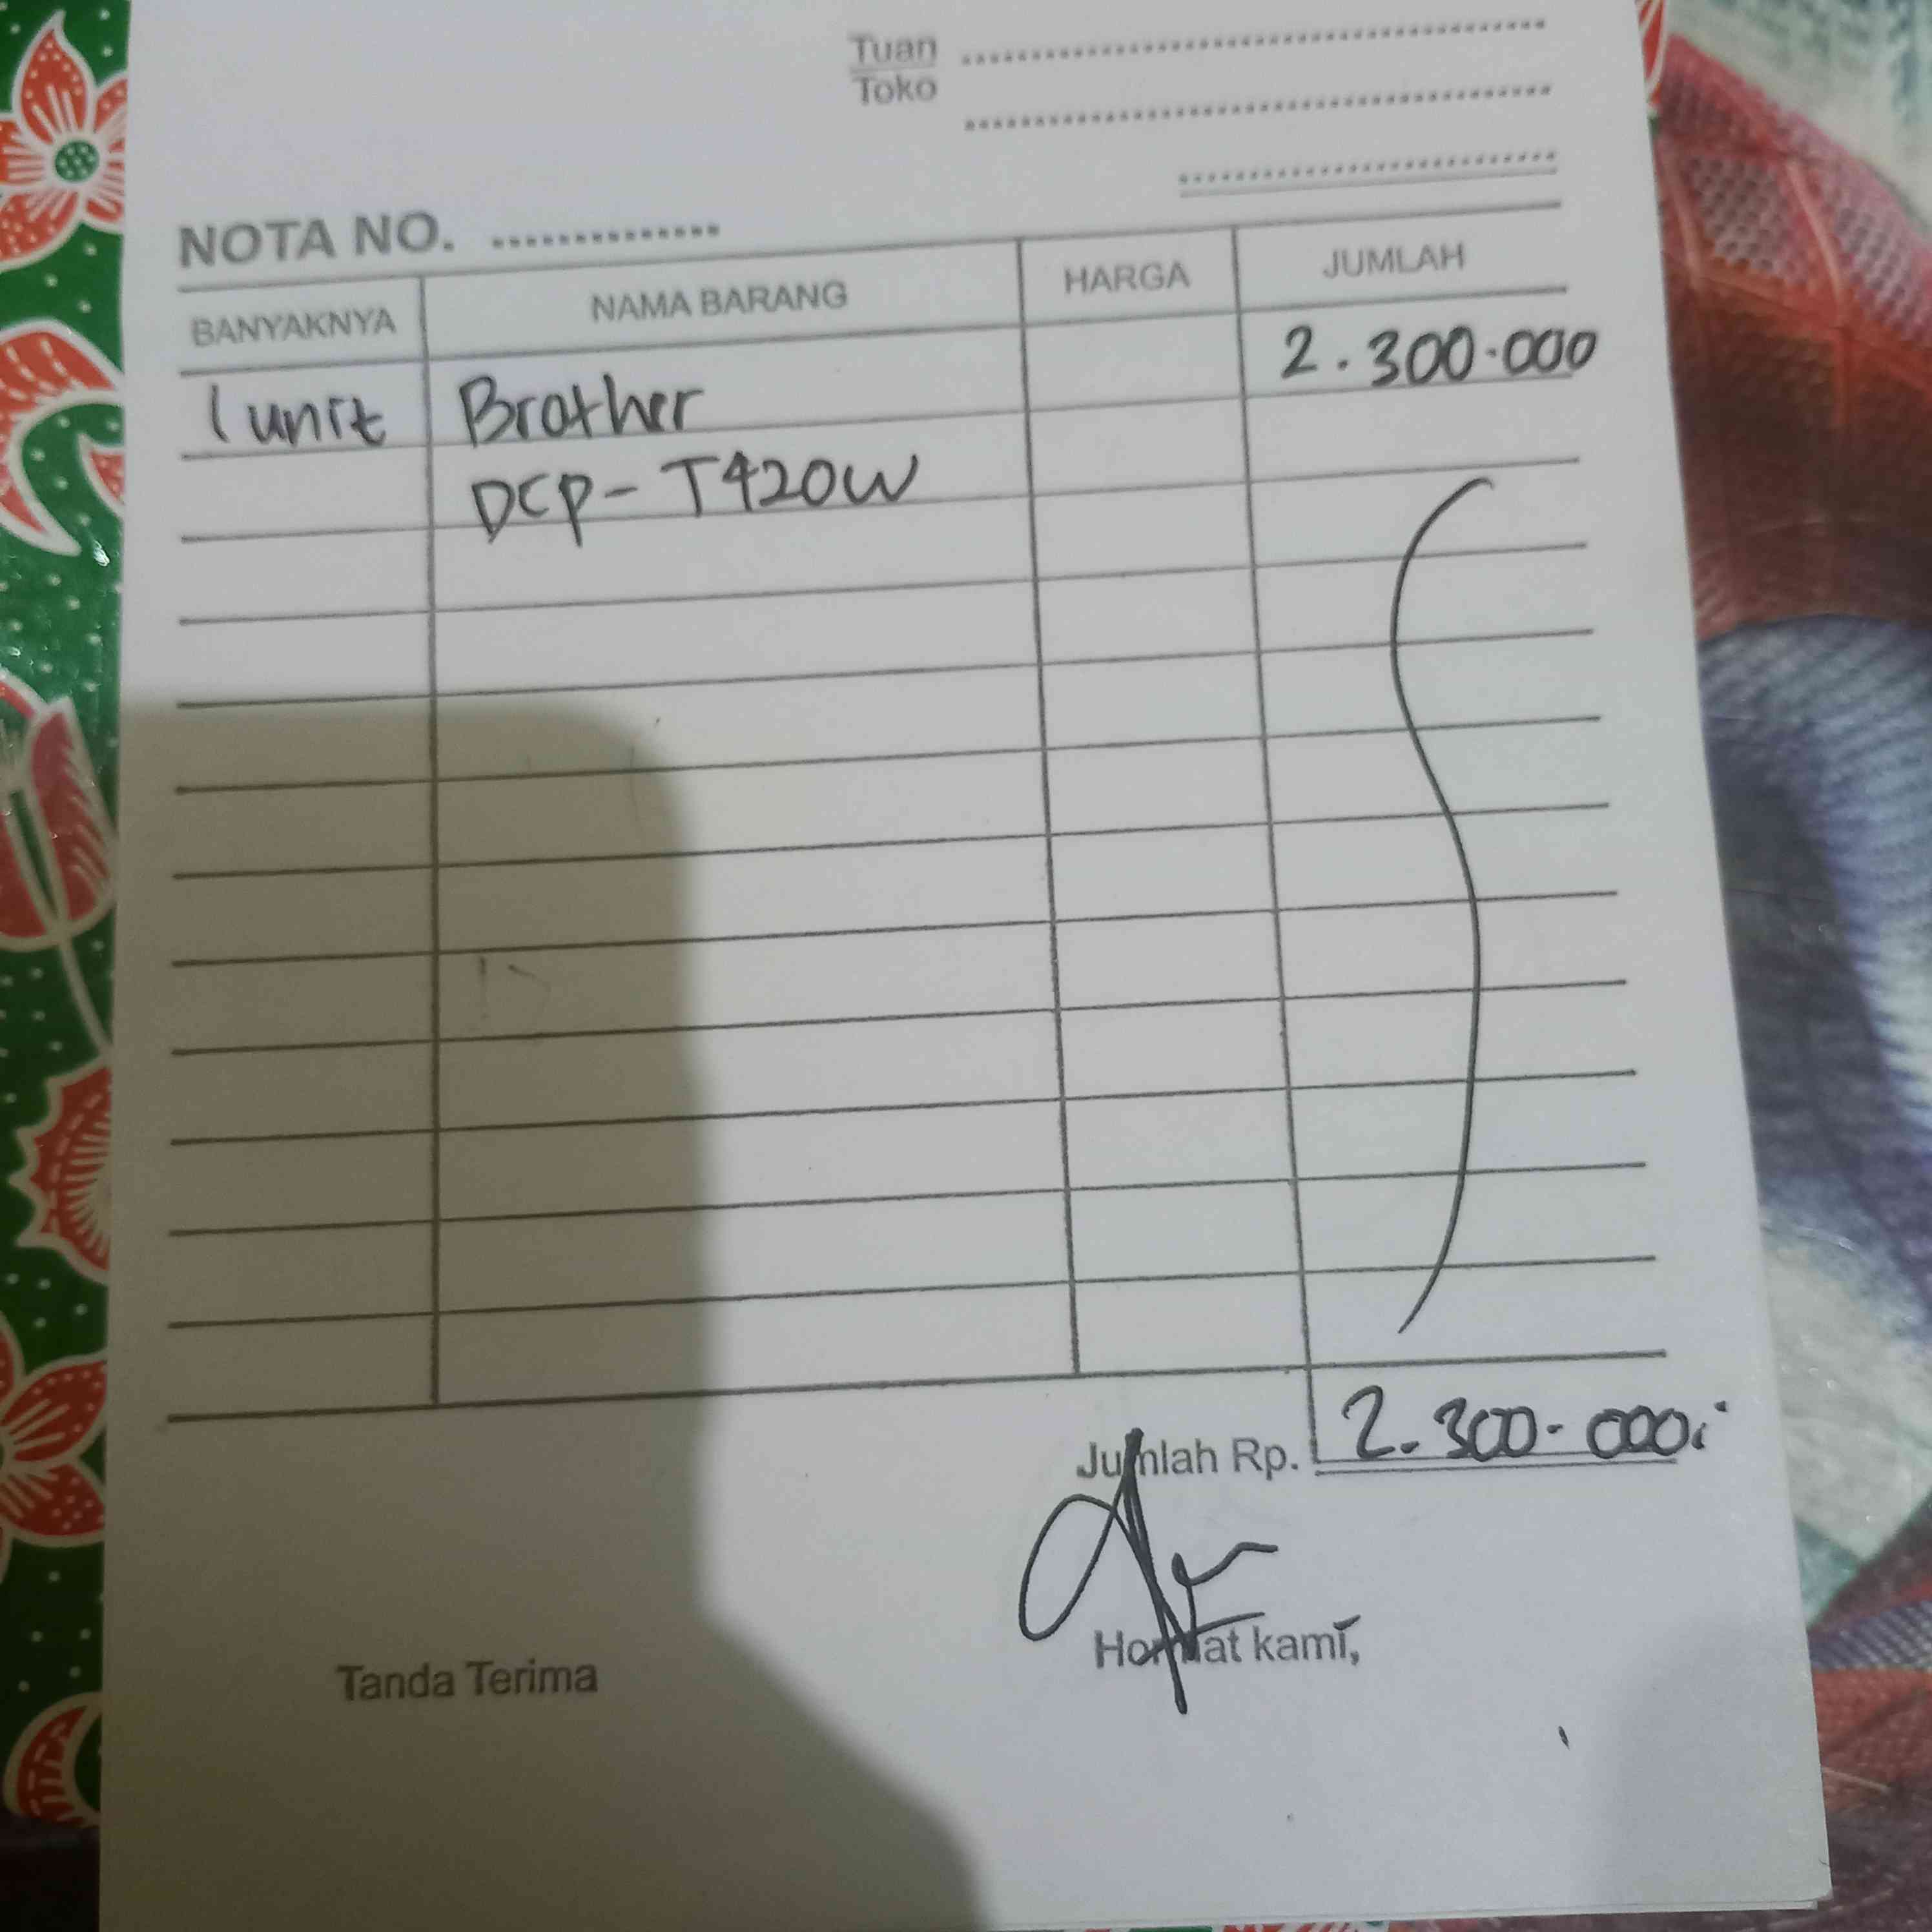 Tuan
Toko
NOTA NO.
BANYAKNYA NAMA BARANG HARGA JUMLAH
1 unit Brother 2.300.000
DCP-T420W
Jumlah Rp. 2.300.000
Hormat kami,
Tanda Terima